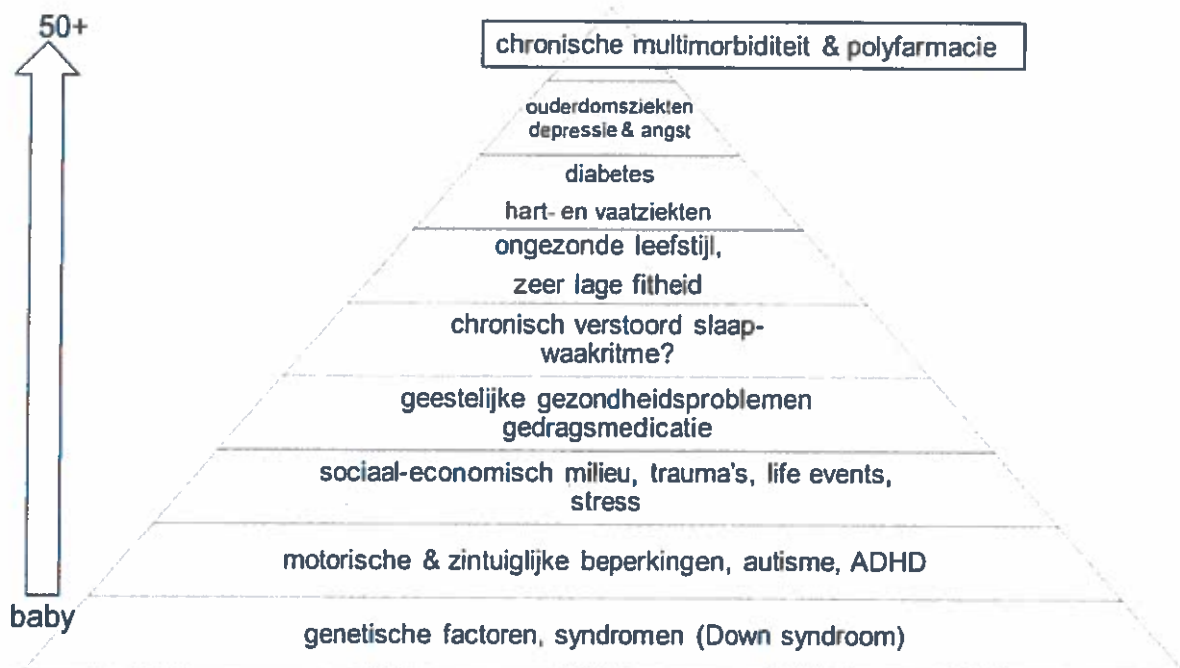 50+
chronische multimorbiditeit & polyfarmacie
ouderdomsziekten
depressie & angst
diabetes
hart- en vaatziekten
ongezonde leefstijl,
zeer lage fitheid
chronisch verstoord slaap-
waakritme?
geestelijke gezondheidsproblemen
gedragsmedicatie
sociaal-economisch milieu, trauma's, life events,
stress
motorische & zintuiglijke beperkingen, autisme, ADHD
baby
genetische factoren, syndromen (Down syndroom)